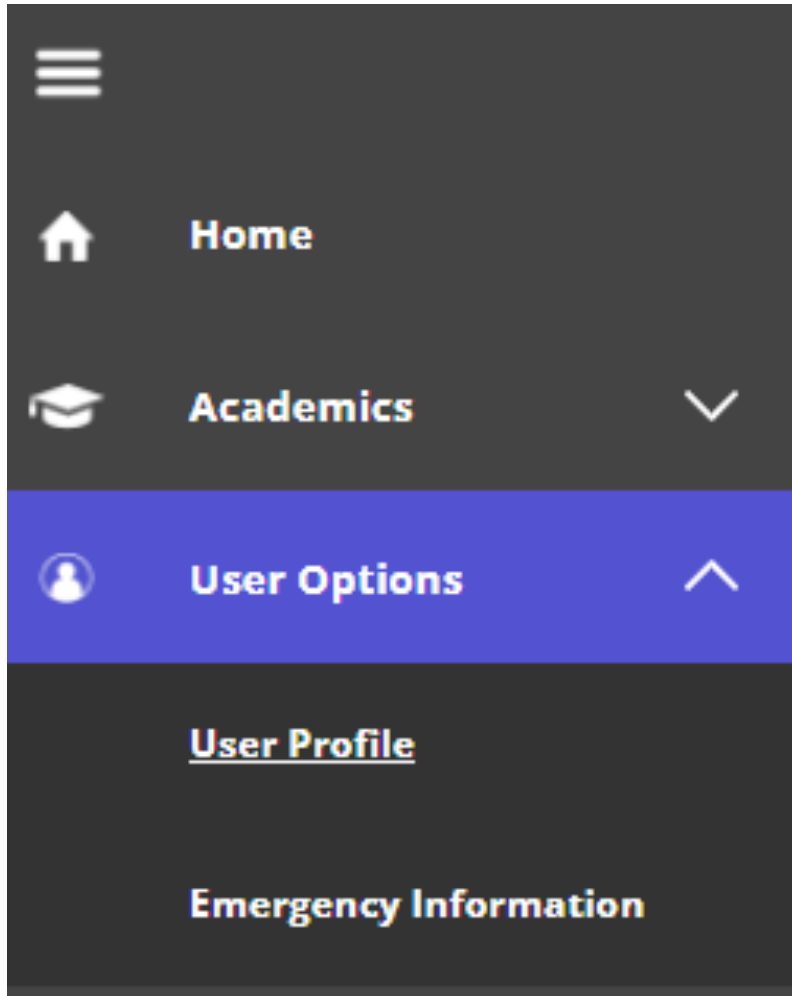 Home
Academics
User Options
User Profile
Emergency Information